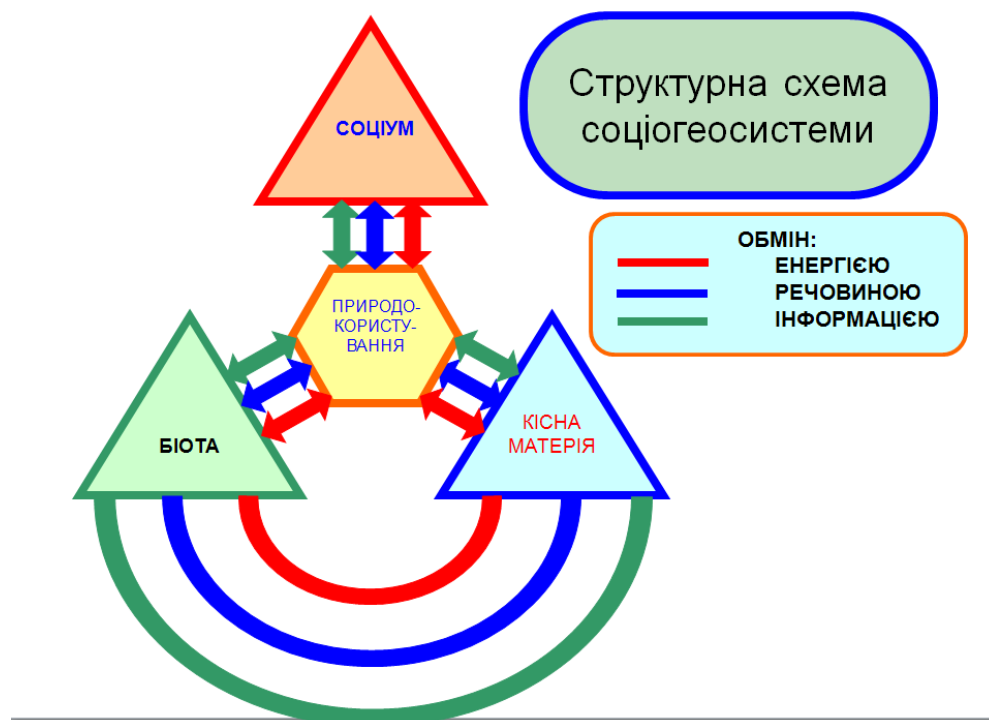 Структурна схема
соціогеосистеми
СОЦІУМ
ОБМІН:
ЕНЕРГІЄЮ
РЕЧОВИНОЮ
ІНФОРМАЦІЄЮ
ПРИРОДО-
КОРИСТУ-
ВАННЯ
БІОТА
КІСНА
МАТЕРІЯ